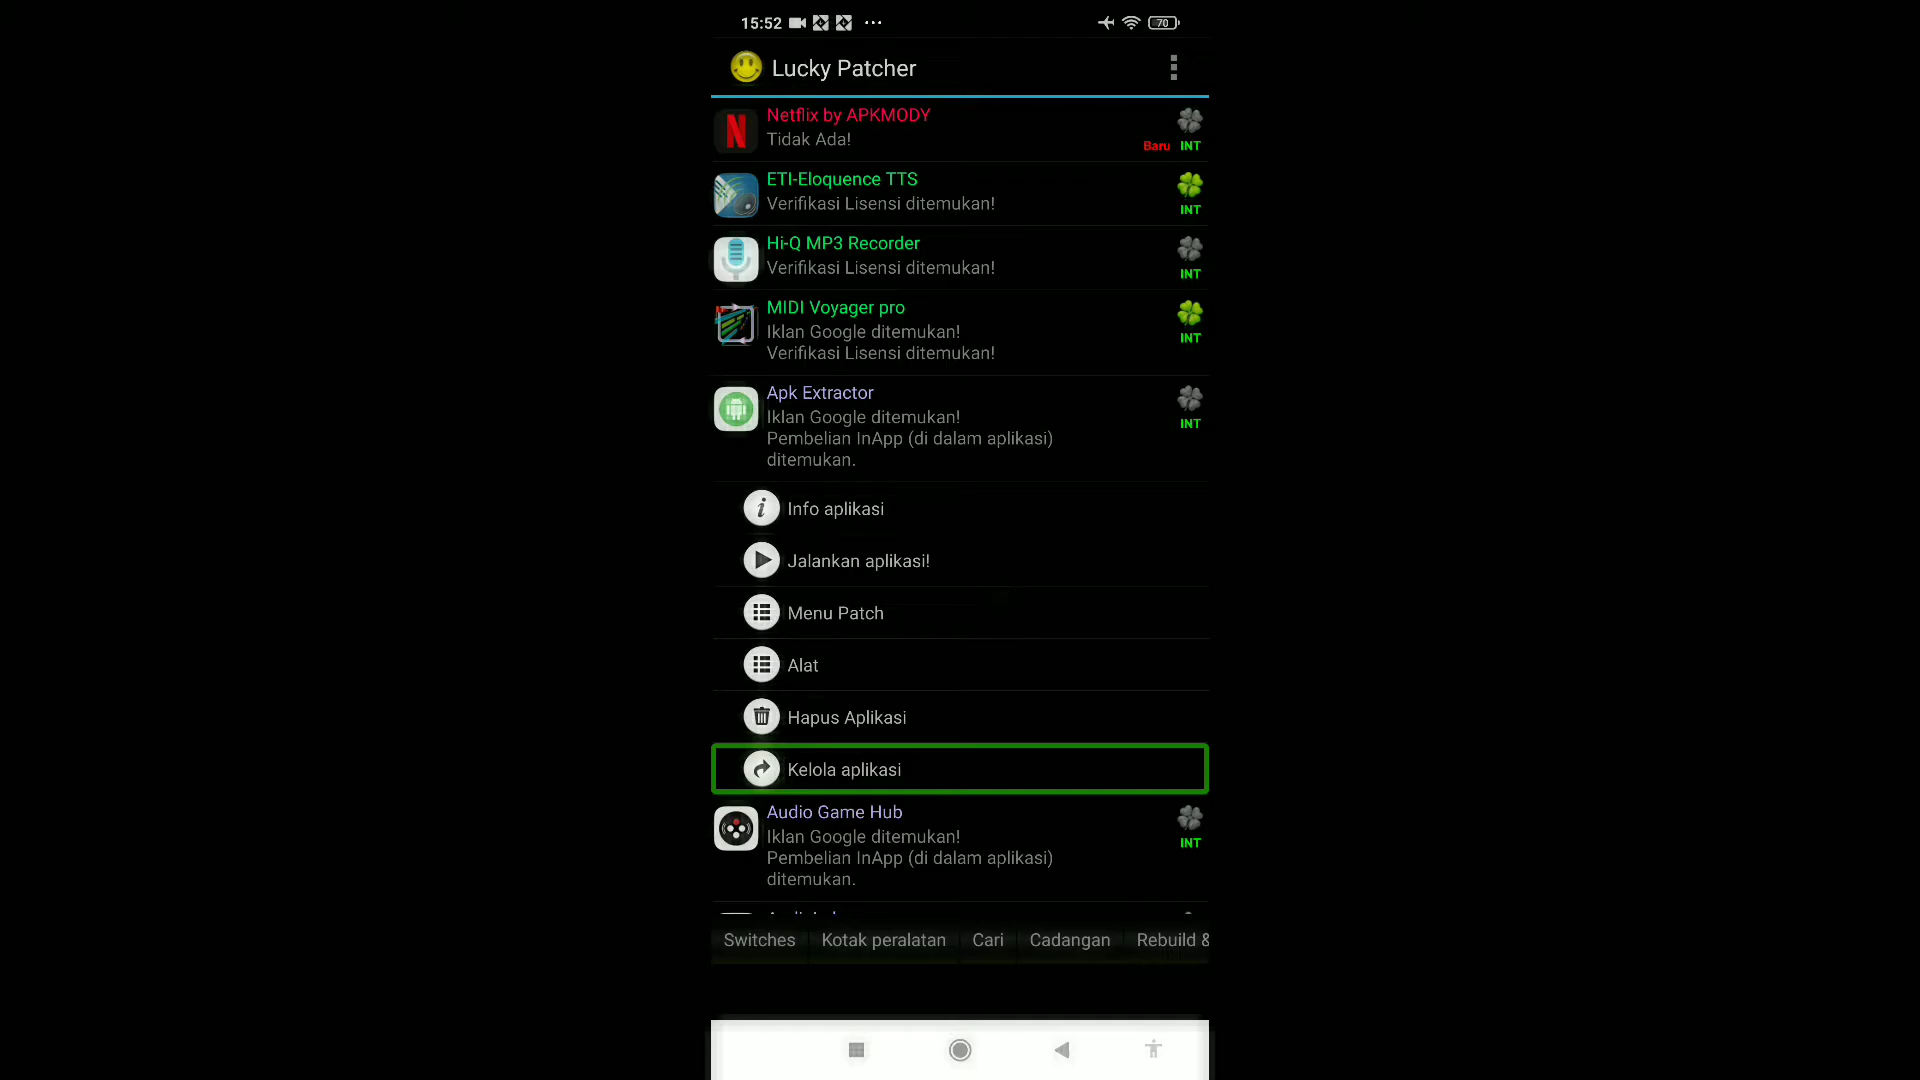 15:52
70
Lucky Patcher
Netflix by APKMODY
Tidak Ada!
Baru INT
ETI-Eloquence TTS
Verifikasi Lisensi ditemukan!
INT
Hi-Q MP3 Recorder
Verifikasi Lisensi ditemukan!
INT
MIDI Voyager pro
Iklan Google ditemukan!
INT
Verifikasi Lisensi ditemukan!
Apk Extractor
Iklan Google ditemukan!
INT
Pembelian InApp (di dalam aplikasi)
ditemukan.
Info aplikasi
Jalankan aplikasi!
Menu Patch
Alat
Hapus Aplikasi
Kelola aplikasi
Audio Game Hub
Iklan Google ditemukan!
INT
Pembelian InApp (di dalam aplikasi)
ditemukan.
Switches Kotak peralatan Cari Cadangan Rebuild &